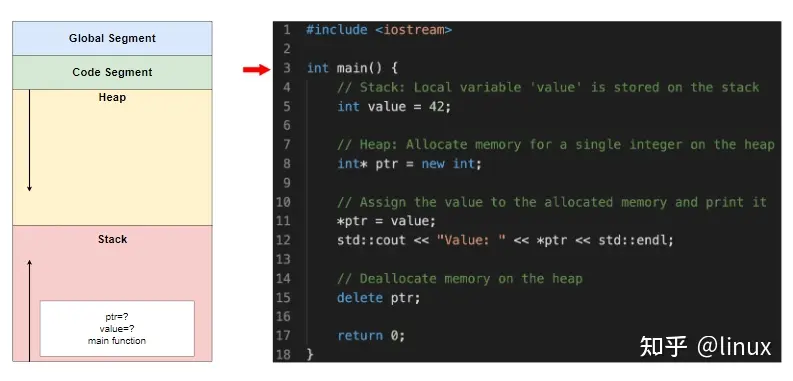 Global Segment
Code Segment
Heap
Stack
ptr=?
value=?
main function
1 #include <iostream>
2
3 int main() {
4 // Stack: Local variable 'value' is stored on the stack
5 int value = 42;
6
7 // Heap: Allocate memory for a single integer on the heap
8 int* ptr = new int;
9
10 // Assign the value to the allocated memory and print it
11 *ptr = value;
12 std::cout << "Value: " << *ptr << std::endl;
13
14 // Deallocate memory on the heap
15 delete ptr;
16
17 return 0;
18 }
知乎 @linux